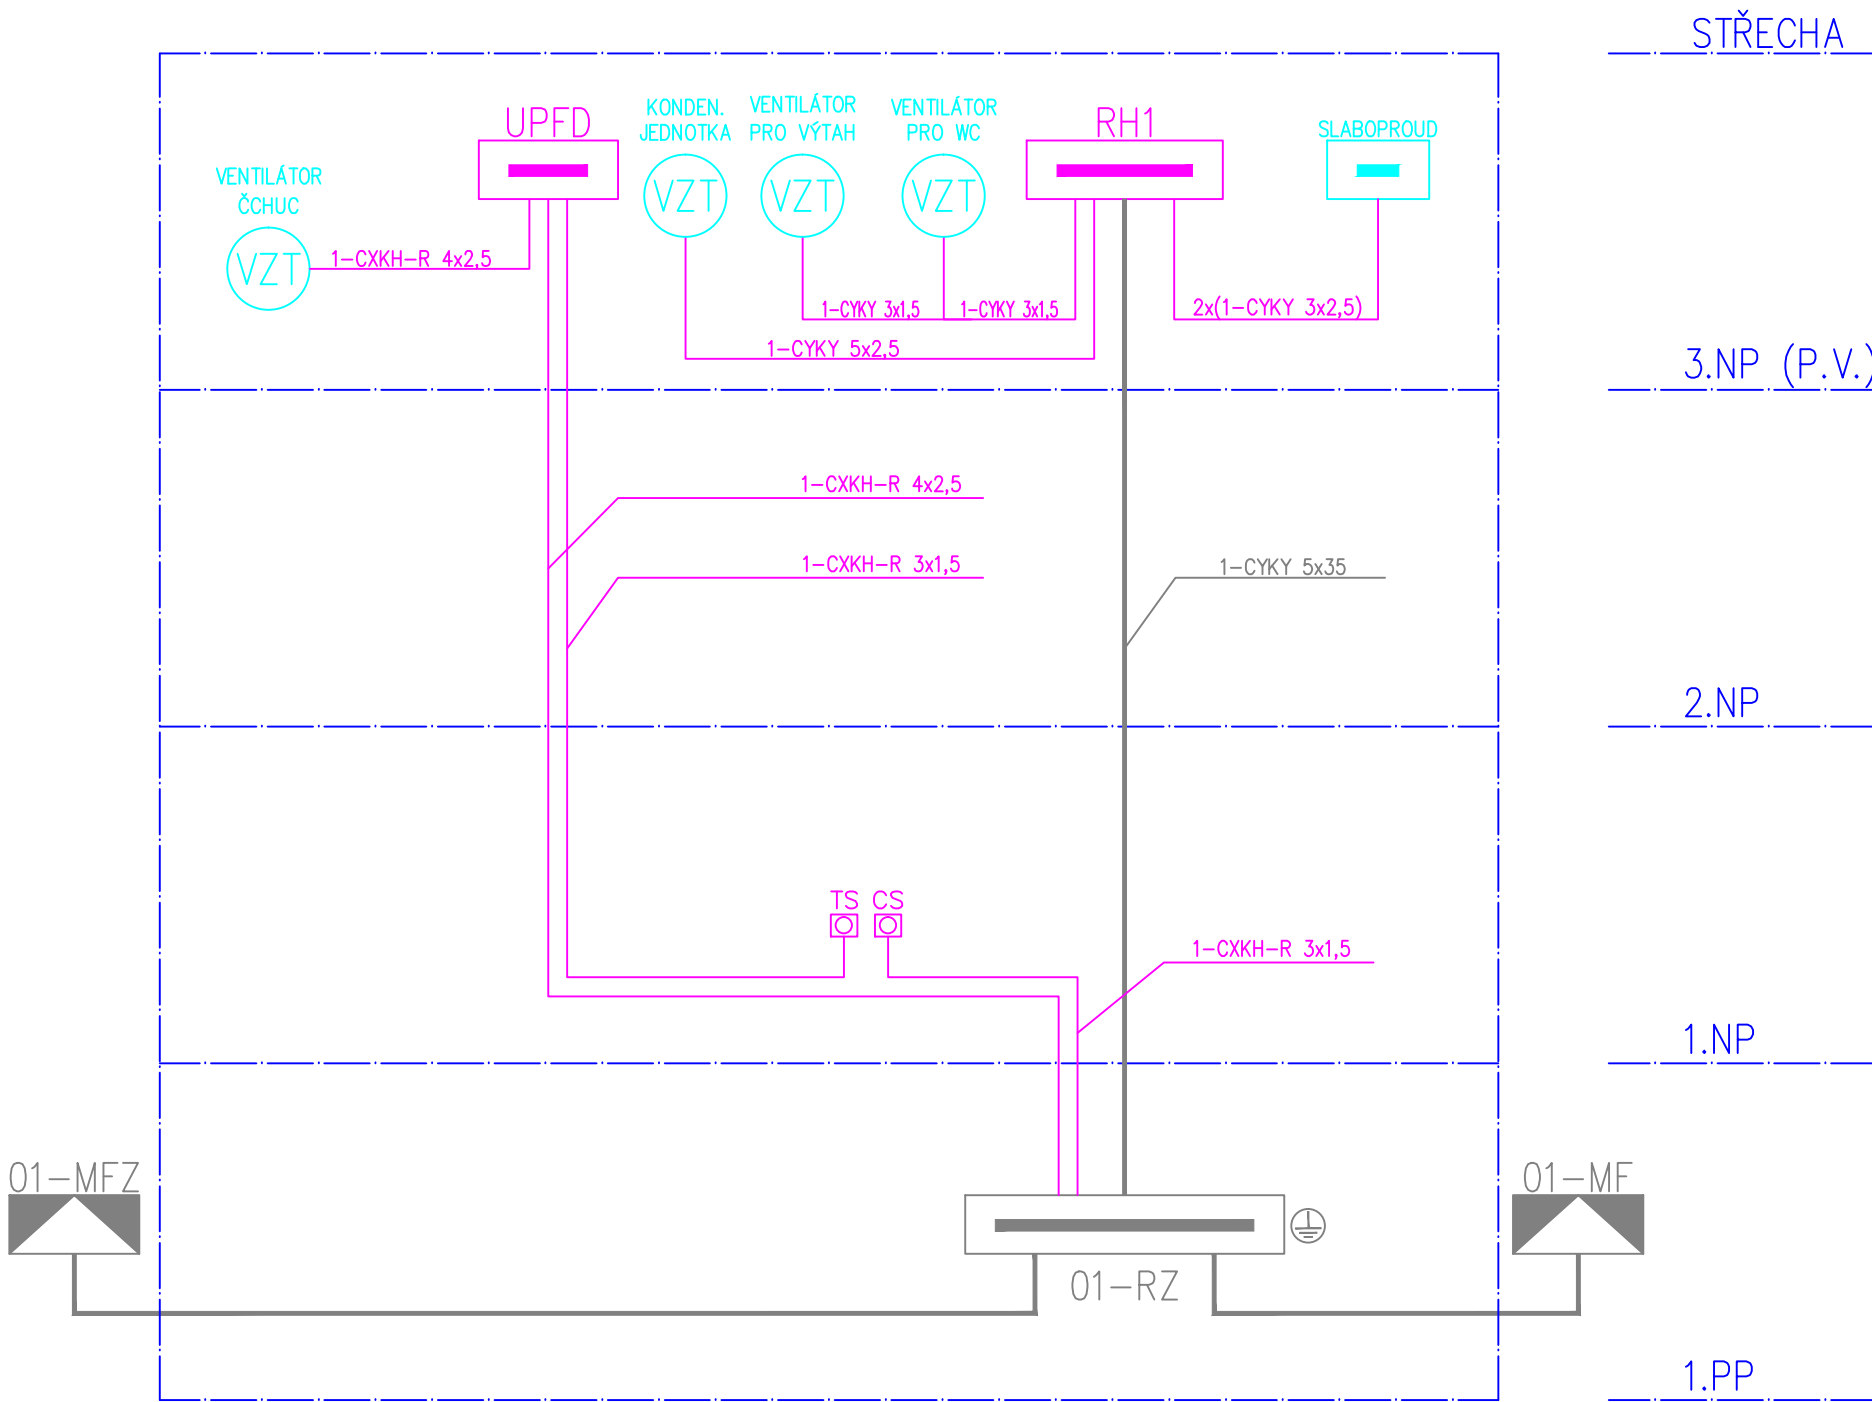 STŘECHA
UPFD
KONDEN.
JEDNOTKA
VENTILÁTOR
PRO VÝTAH
VENTILÁTOR
PRO WC
RH1
SLABOPROUD
VENTILÁTOR
ČCHUC
VZT
VZT
VZT
VZT
1-CXKH-R 4x2,5
1-CYKY 3x1,5
1-CYKY 3x1,5
2x(1-CYKY 3x2,5)
1-CYKY 5x2,5
3.NP (P.V.)
1-CXKH-R 4x2,5
1-CXKH-R 3x1,5
1-CYKY 5x35
2.NP
TS CS
1-CXKH-R 3x1,5
1.NP
01-MFZ
01-MF
01-RZ
1.PP